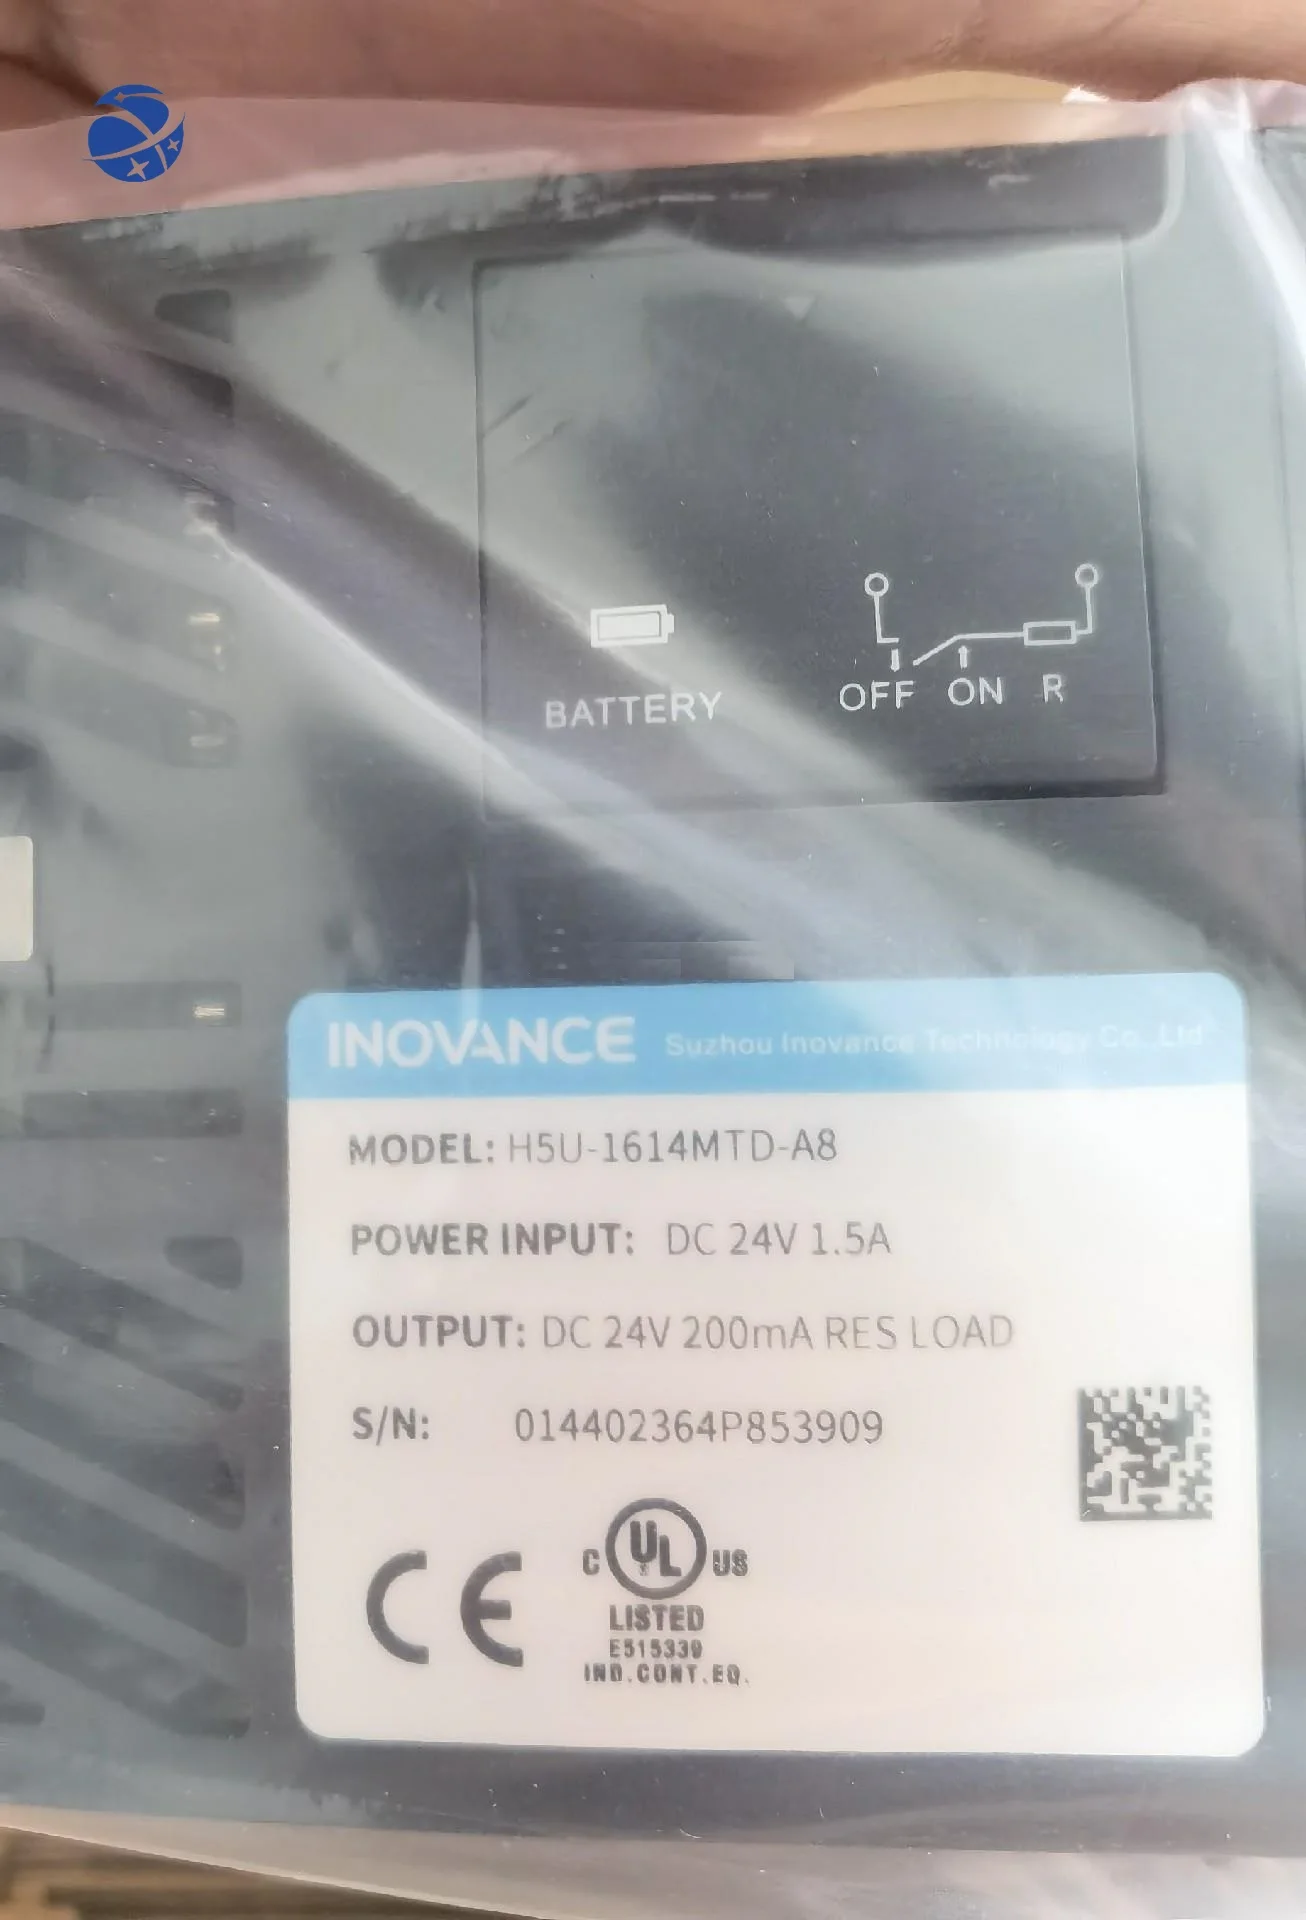 BATTERY
OFF ON R
INOVANCE Suzhou Inovance Technology Co., Ltd.
MODEL: H5U-1614MTD-A8
POWER INPUT: DC 24V 1.5A
OUTPUT: DC 24V 200mA RES LOAD
S/N: 014402364P853909
CE
C UL US
LISTED
E515339
IND.CONT.EQ.